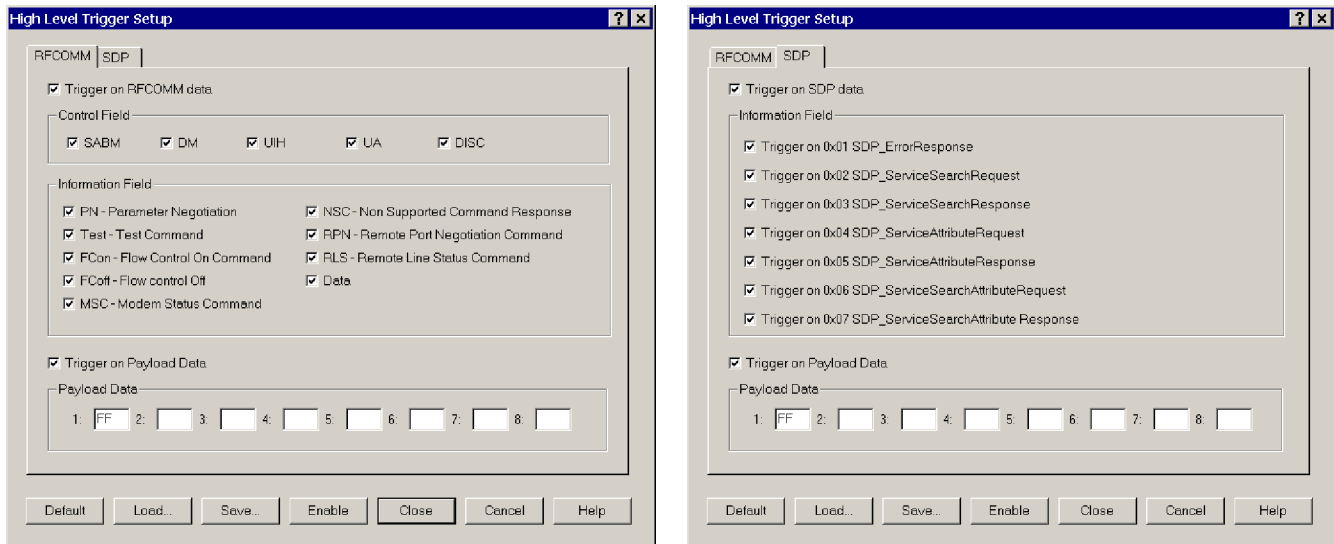 High Level Trigger Setup
RFCOMM SDP
Trigger on RFCOMM data
Control Field
SABM DM UIH UA DISC
Information Field
PN - Parameter Negotiation NSC - Non Supported Command Response
Test - Test Command RPN - Remote Port Negotiation Command
FCon - Flow Control On Command RLS - Remote Line Status Command
FCoff - Flow control Off Data
MSC - Modem Status Command
Trigger on Payload Data
Payload Data
1: FF 2: 3: 4: 5: 6: 7: 8:
Default Load... Save... Enable Close Cancel Help
High Level Trigger Setup
RFCOMM SDP
Trigger on SDP data
Information Field
Trigger on 0x01 SDP_ErrorResponse
Trigger on 0x02 SDP_ServiceSearchRequest
Trigger on 0x03 SDP_ServiceSearchResponse
Trigger on 0x04 SDP_ServiceAttributeRequest
Trigger on 0x05 SDP_ServiceAttributeResponse
Trigger on 0x06 SDP_ServiceSearchAttributeRequest
Trigger on 0x07 SDP_ServiceSearchAttribute Response
Trigger on Payload Data
Payload Data
1: FF 2: 3: 4: 5: 6: 7: 8:
Default Load... Save... Enable Close Cancel Help